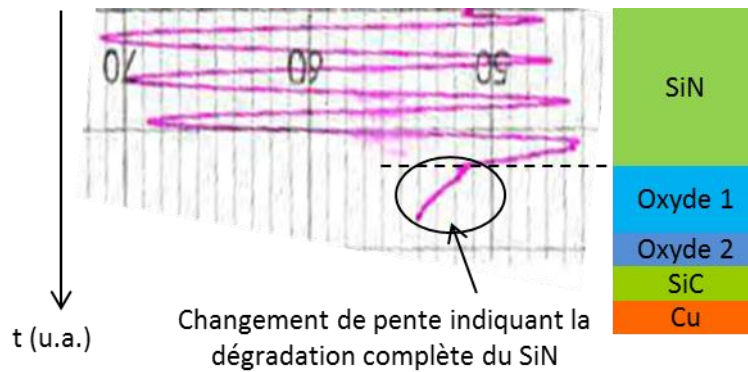 70 60 50
SiN
Oxyde 1
Oxyde 2
SiC
Cu
t (u.a.)
Changement de pente indiquant la
dégradation complète du SiN